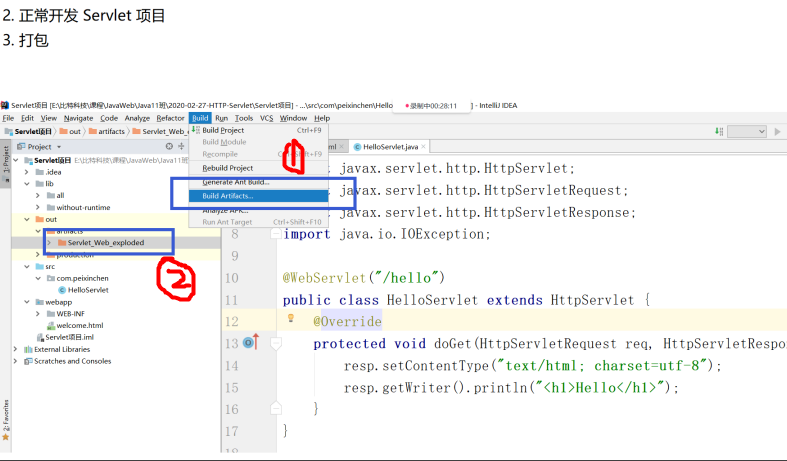 2. 正常开发 Servlet 项目
3. 打包
Servlet项目 [E:\比特科技\课程\JavaWeb\Java11班\2020-02-27-HTTP-Servlet\Servlet项目] - ...\src\com\peixinchen\Hello
录制中00:28:11
] - IntelliJ IDEA
File Edit View Navigate Code Analyze Refactor Build Run Tools VCS Window Help
Servlet项目 out artifacts Servlet_Web_e
Build Project Ctrl+F9
Build Module
Recompile Ctrl+Shift+F9
Rebuild Project
Generate Ant Build...
Build Artifacts...
Analyze APK...
Run Ant Target Ctrl+Shift+F10
1
2
1: Project
2: Favorites
Project
Servlet项目 E:\比特科技\课程\JavaWeb\Java11
.idea
lib
all
without-runtime
out
artifacts
Servlet_Web_exploded
production
src
com.peixinchen
HelloServlet
webapp
WEB-INF
welcome.html
Servlet项目.iml
External Libraries
Scratches and Consoles
ml
HelloServlet.java
javax.servlet.http.HttpServlet;
javax.servlet.http.HttpServletRequest;
javax.servlet.http.HttpServletResponse;
8 import java.io.IOException;
9
10 @WebServlet("/hello")
11 public class HelloServlet extends HttpServlet {
12 @Override
13 protected void doGet(HttpServletRequest req, HttpServletRespo
14 resp.setContentType("text/html; charset=utf-8");
15 resp.getWriter().println("<h1>Hello</h1>");
16 }
17 }
18